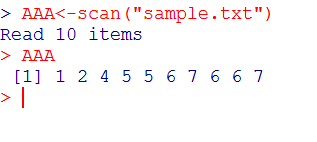 > AAA<-scan("sample.txt")
Read 10 items
> AAA
 [1] 1 2 4 5 5 6 7 6 6 7
>